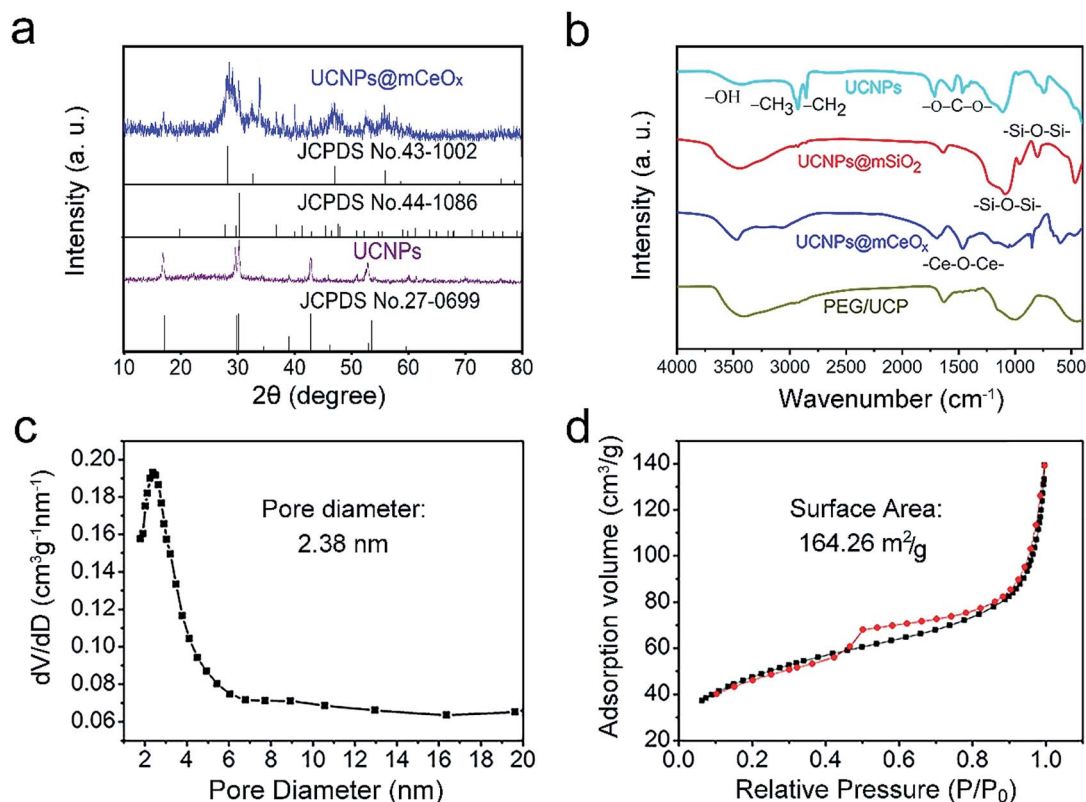 a
Intensity (a. u.)
UCNPs@mCeOₓ
JCPDS No.43-1002
JCPDS No.44-1086
UCNPs
JCPDS No.27-0699
10 20 30 40 50 60 70 80
2θ (degree)
b
Intensity (a. u.)
–OH
–CH₃
–CH₂
–O–C–O–
UCNPs
-Si-O-Si-
UCNPs@mSiO₂
-Si-O-Si-
UCNPs@mCeOₓ
-Ce-O-Ce-
PEG/UCP
4000 3500 3000 2500 2000 1500 1000 500
Wavenumber (cm⁻¹)
c
dV/dD (cm³g⁻¹nm⁻¹)
0.20
0.18
0.16
0.14
0.12
0.10
0.08
0.06
Pore diameter:
2.38 nm
2 4 6 8 10 12 14 16 18 20
Pore Diameter (nm)
d
Adsorption volume (cm³/g)
140
120
100
80
60
40
20
Surface Area:
164.26 m²/g
0.0 0.2 0.4 0.6 0.8 1.0
Relative Pressure (P/P₀)